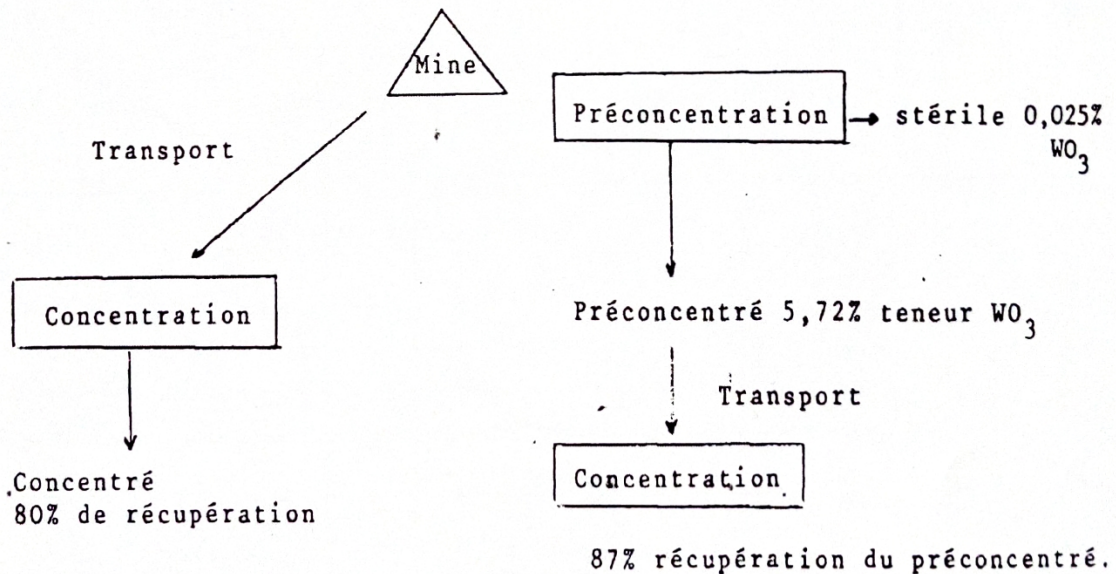 Mine
Transport
Concentration
Concentré
80% de récupération
Préconcentration
stérile 0,025%
WO3
Préconcentré 5,72% teneur WO3
Transport
Concentration
87% récupération du préconcentré.